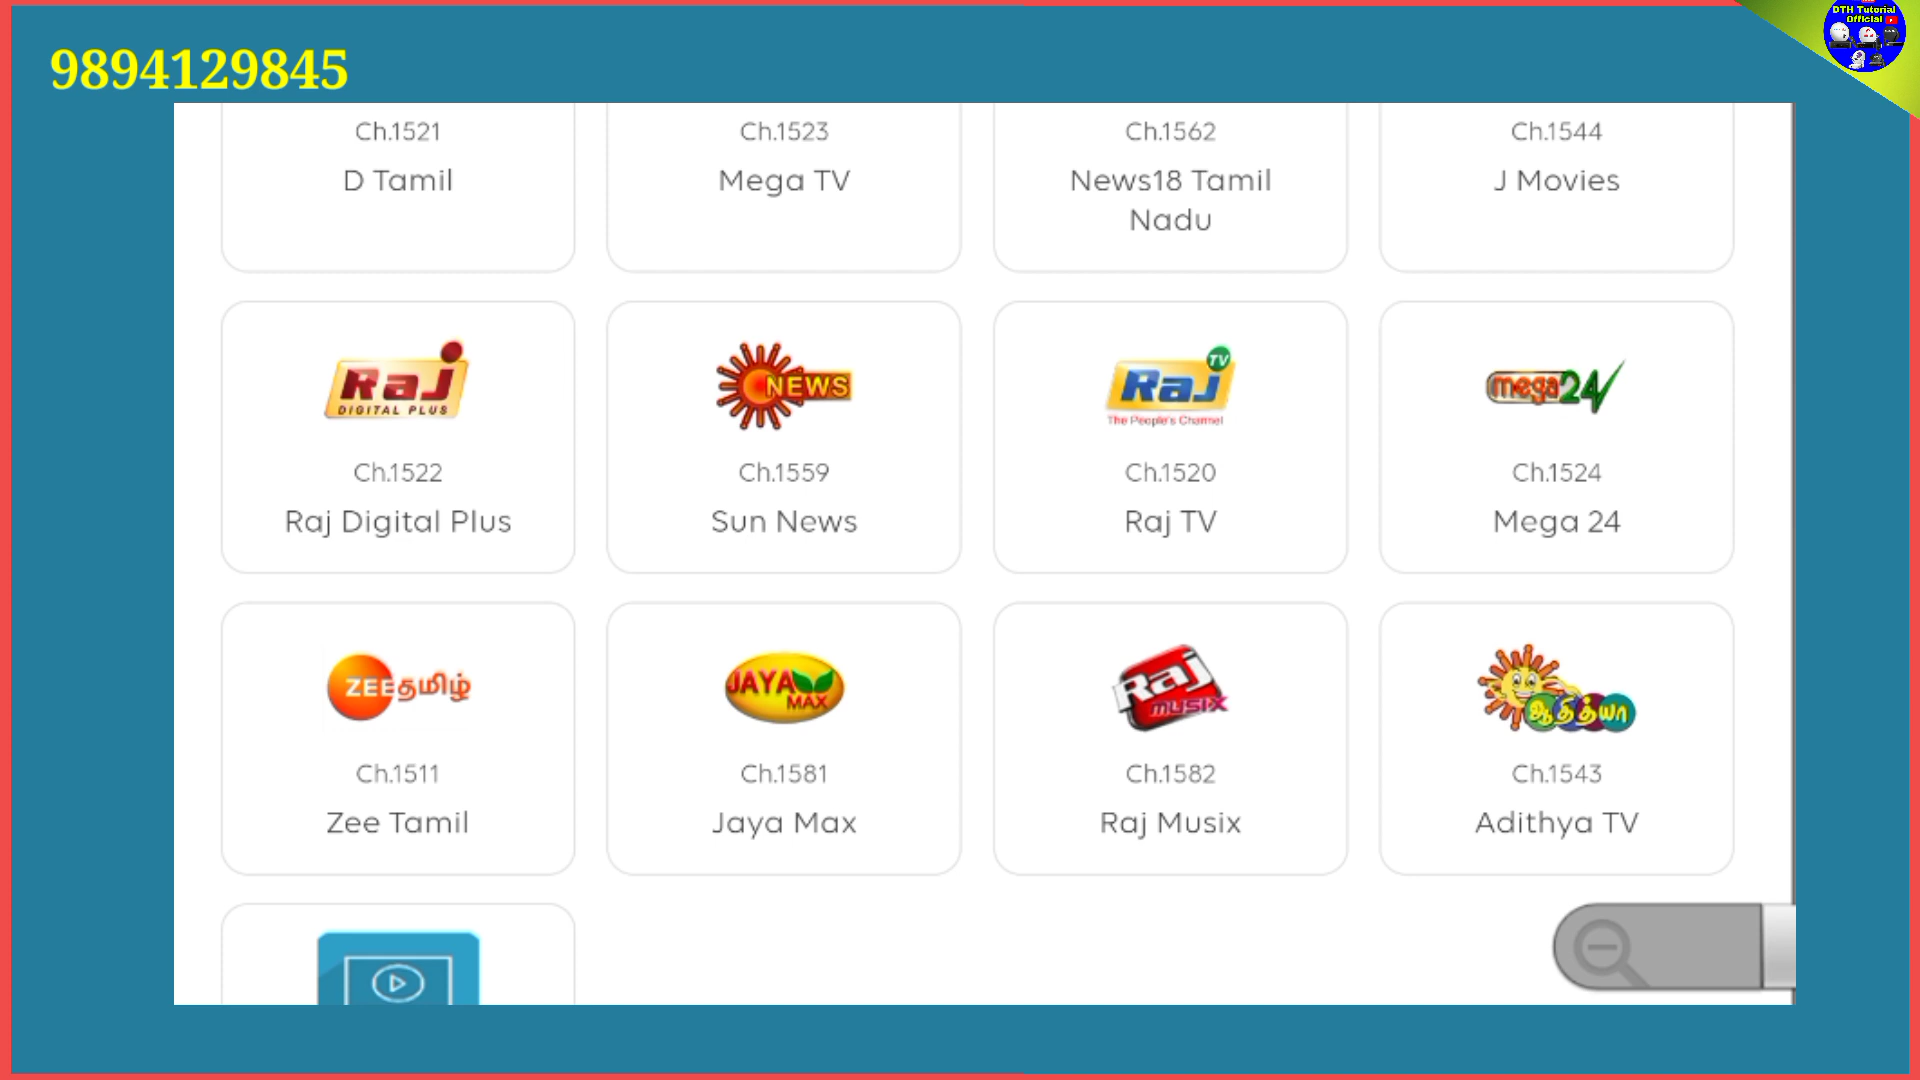 DTH Tutorial
Official
9894129845
Ch.1521
D Tamil
Ch.1523
Mega TV
Ch.1562
News18 Tamil
Nadu
Ch.1544
J Movies
Raj
DIGITAL PLUS
Ch.1522
Raj Digital Plus
NEWS
Ch.1559
Sun News
TV
Raj
The People's Channel
Ch.1520
Raj TV
mega24
Ch.1524
Mega 24
ZEEதமிழ்
Ch.1511
Zee Tamil
JAYA
MAX
Ch.1581
Jaya Max
Raj
musix
Ch.1582
Raj Musix
ஆதித்யா
Ch.1543
Adithya TV